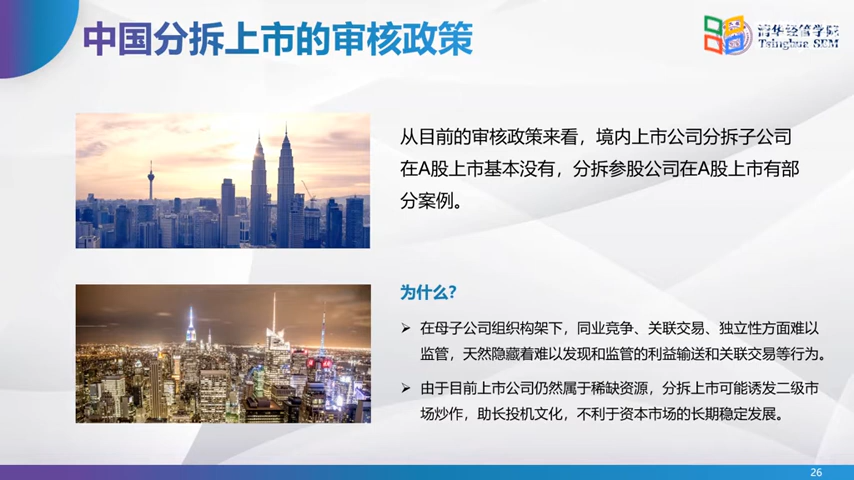 中国分拆上市的审核政策
清华经管学院
Tsinghua SEM
从目前的审核政策来看，境内上市公司分拆子公司
在A股上市基本没有，分拆参股公司在A股上市有部
分案例。
为什么?
➢ 在母子公司组织构架下，同业竞争、关联交易、独立性方面难以
监管，天然隐藏着难以发现和监管的利益输送和关联交易等行为。
➢ 由于目前上市公司仍然属于稀缺资源，分拆上市可能诱发二级市
场炒作，助长投机文化，不利于资本市场的长期稳定发展。
26